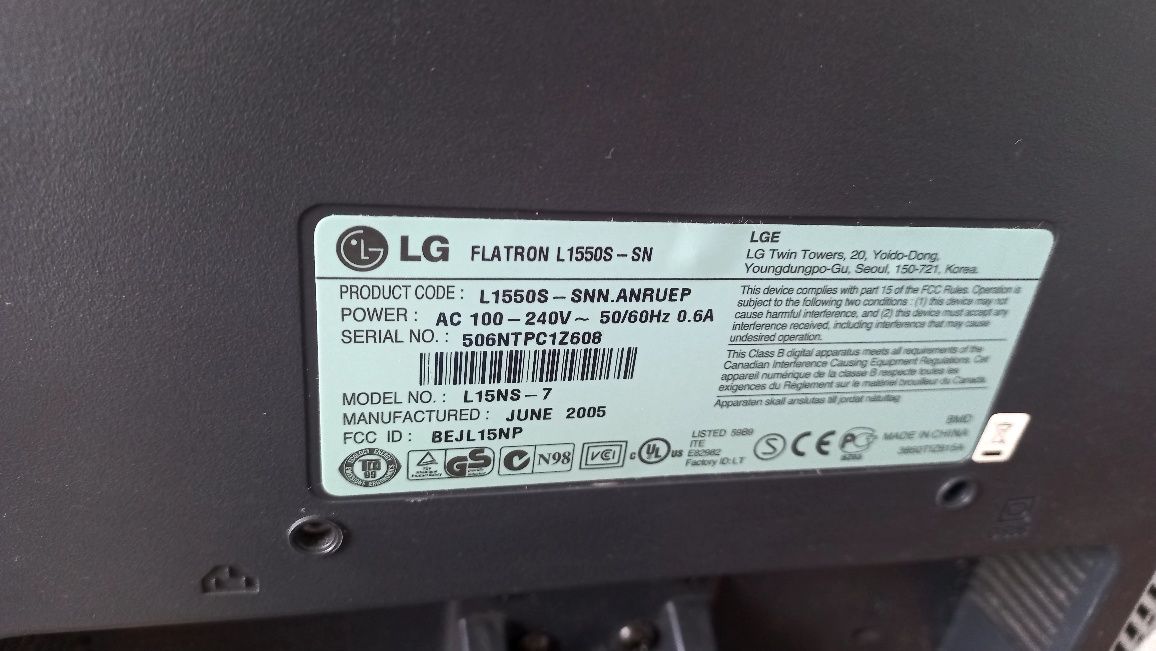 LG FLATRON L1550S-SN
LGE
LG Twin Towers, 20, Yoido-Dong,
Youngdungpo-Gu, Seoul, 150-721, Korea.
PRODUCT CODE : L1550S-SNN.ANRUEP
POWER : AC 100-240V~ 50/60Hz 0.6A
SERIAL NO. : 506NTPC1Z608
MODEL NO. : L15NS-7
MANUFACTURED : JUNE 2005
FCC ID : BEJL15NP
This device complies with part 15 of the FCC Rules. Operation is
subject to the following two conditions : (1) this device may not
cause harmful interference, and (2) this device must accept any
interference received, including interference that may cause
undesired operation.
This Class B digital apparatus meets all requirements of the
Canadian Interference Causing Equipment Regulations. Cet
appareil numérique de la classe B respecte toutes les
exigences du Règlement sur le matériel brouilleur du Canada.
Apparaten skall anslutas till jordat nätuttag
TCO
99
GS
N98
VCI
c UL US
LISTED 59B9
ITE
E82982
Factory ID: LT
S CE
BMD
MADE IN CHINA